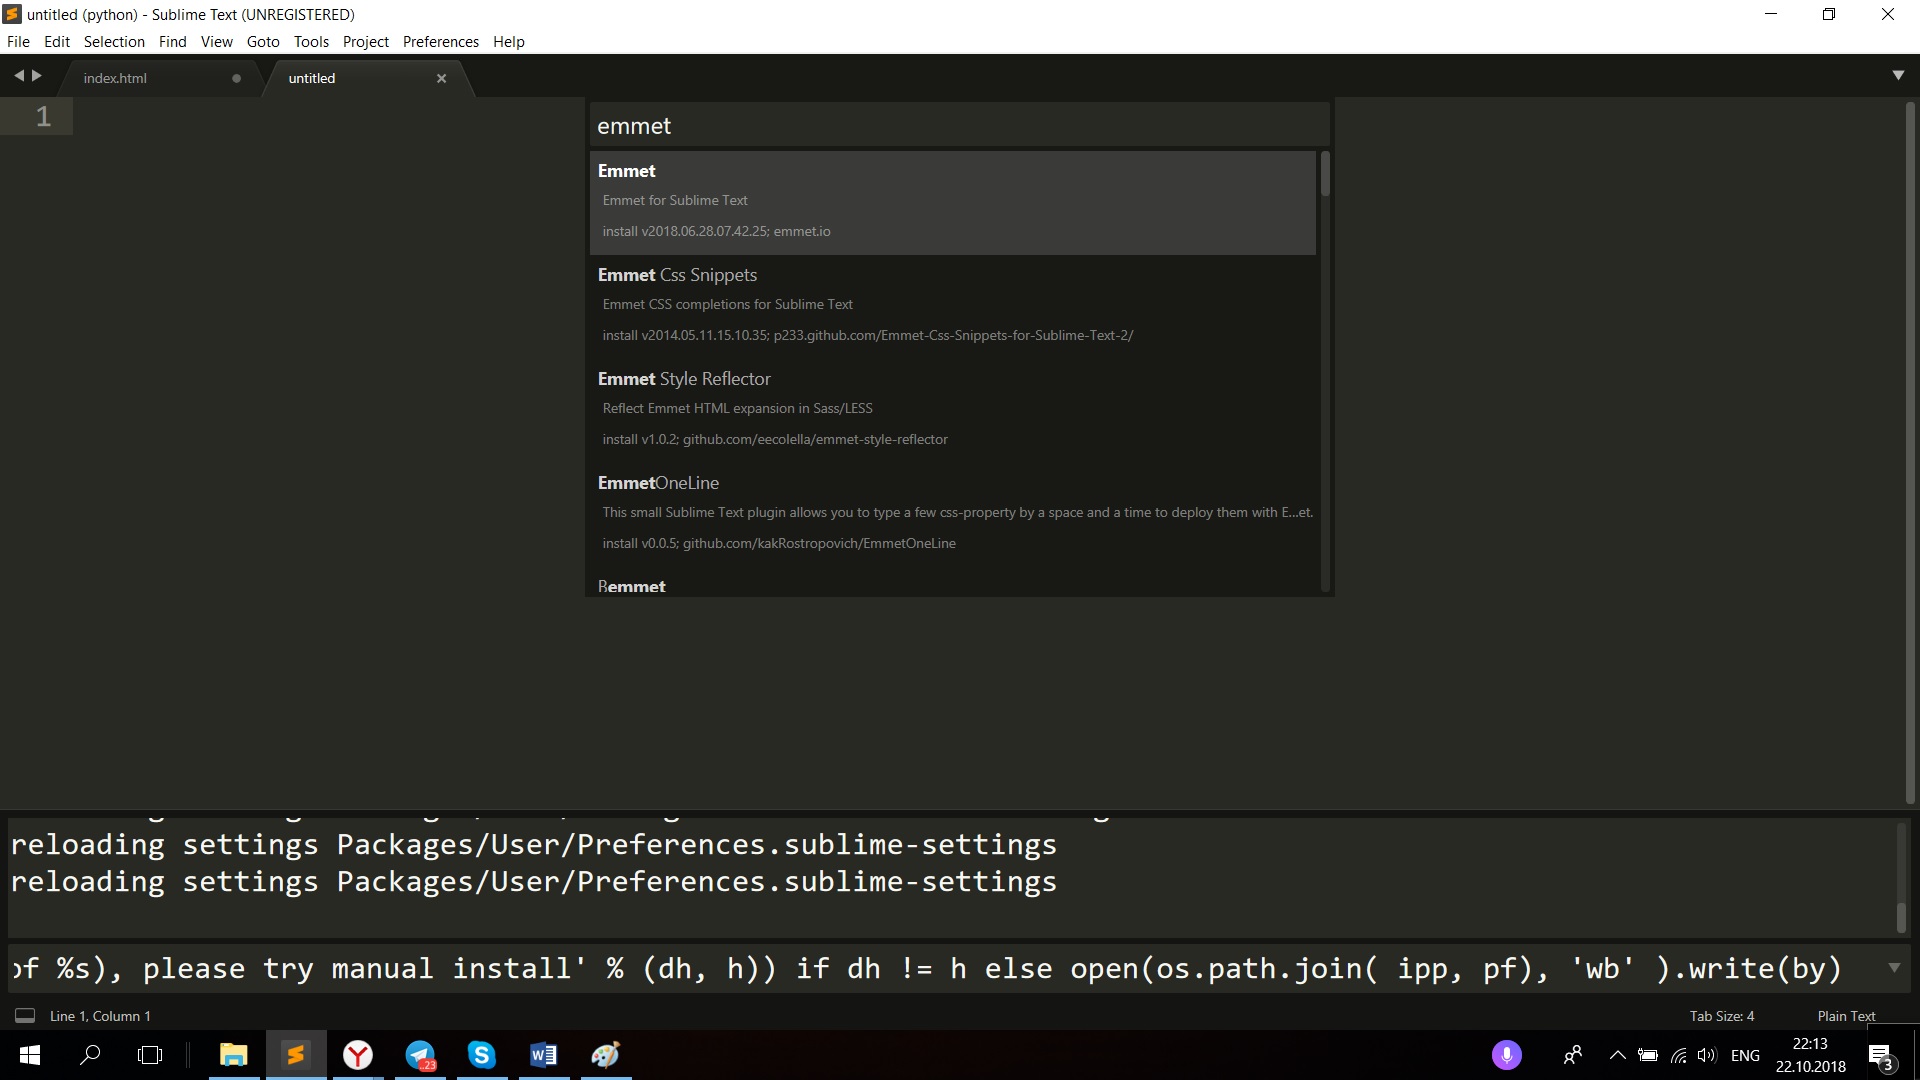 untitled (python) - Sublime Text (UNREGISTERED)
File Edit Selection Find View Goto Tools Project Preferences Help
index.html
untitled
1
emmet
Emmet
Emmet for Sublime Text
install v2018.06.28.07.42.25; emmet.io
Emmet Css Snippets
Emmet CSS completions for Sublime Text
install v2014.05.11.15.10.35; p233.github.com/Emmet-Css-Snippets-for-Sublime-Text-2/
Emmet Style Reflector
Reflect Emmet HTML expansion in Sass/LESS
install v1.0.2; github.com/eecolella/emmet-style-reflector
EmmetOneLine
This small Sublime Text plugin allows you to type a few css-property by a space and a time to deploy them with E...et.
install v0.0.5; github.com/kakRostropovich/EmmetOneLine
Bemmet
reloading settings Packages/User/Preferences.sublime-settings
reloading settings Packages/User/Preferences.sublime-settings
of %s), please try manual install' % (dh, h)) if dh != h else open(os.path.join( ipp, pf), 'wb' ).write(by)
Line 1, Column 1
Tab Size: 4
Plain Text
..23
ENG
22:13
22.10.2018
3